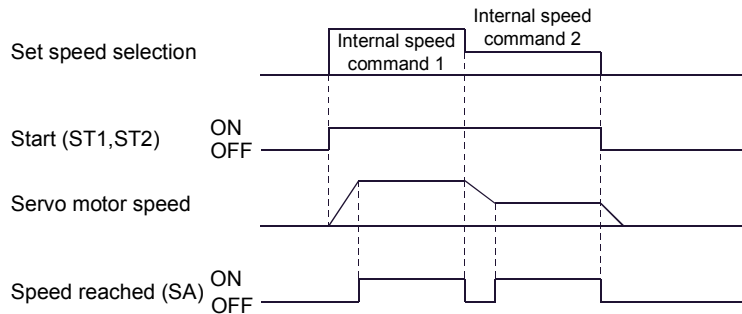 Set speed selection
Internal speed
command 1
Internal speed
command 2
Start (ST1,ST2)
ON
OFF
Servo motor speed
Speed reached (SA)
ON
OFF